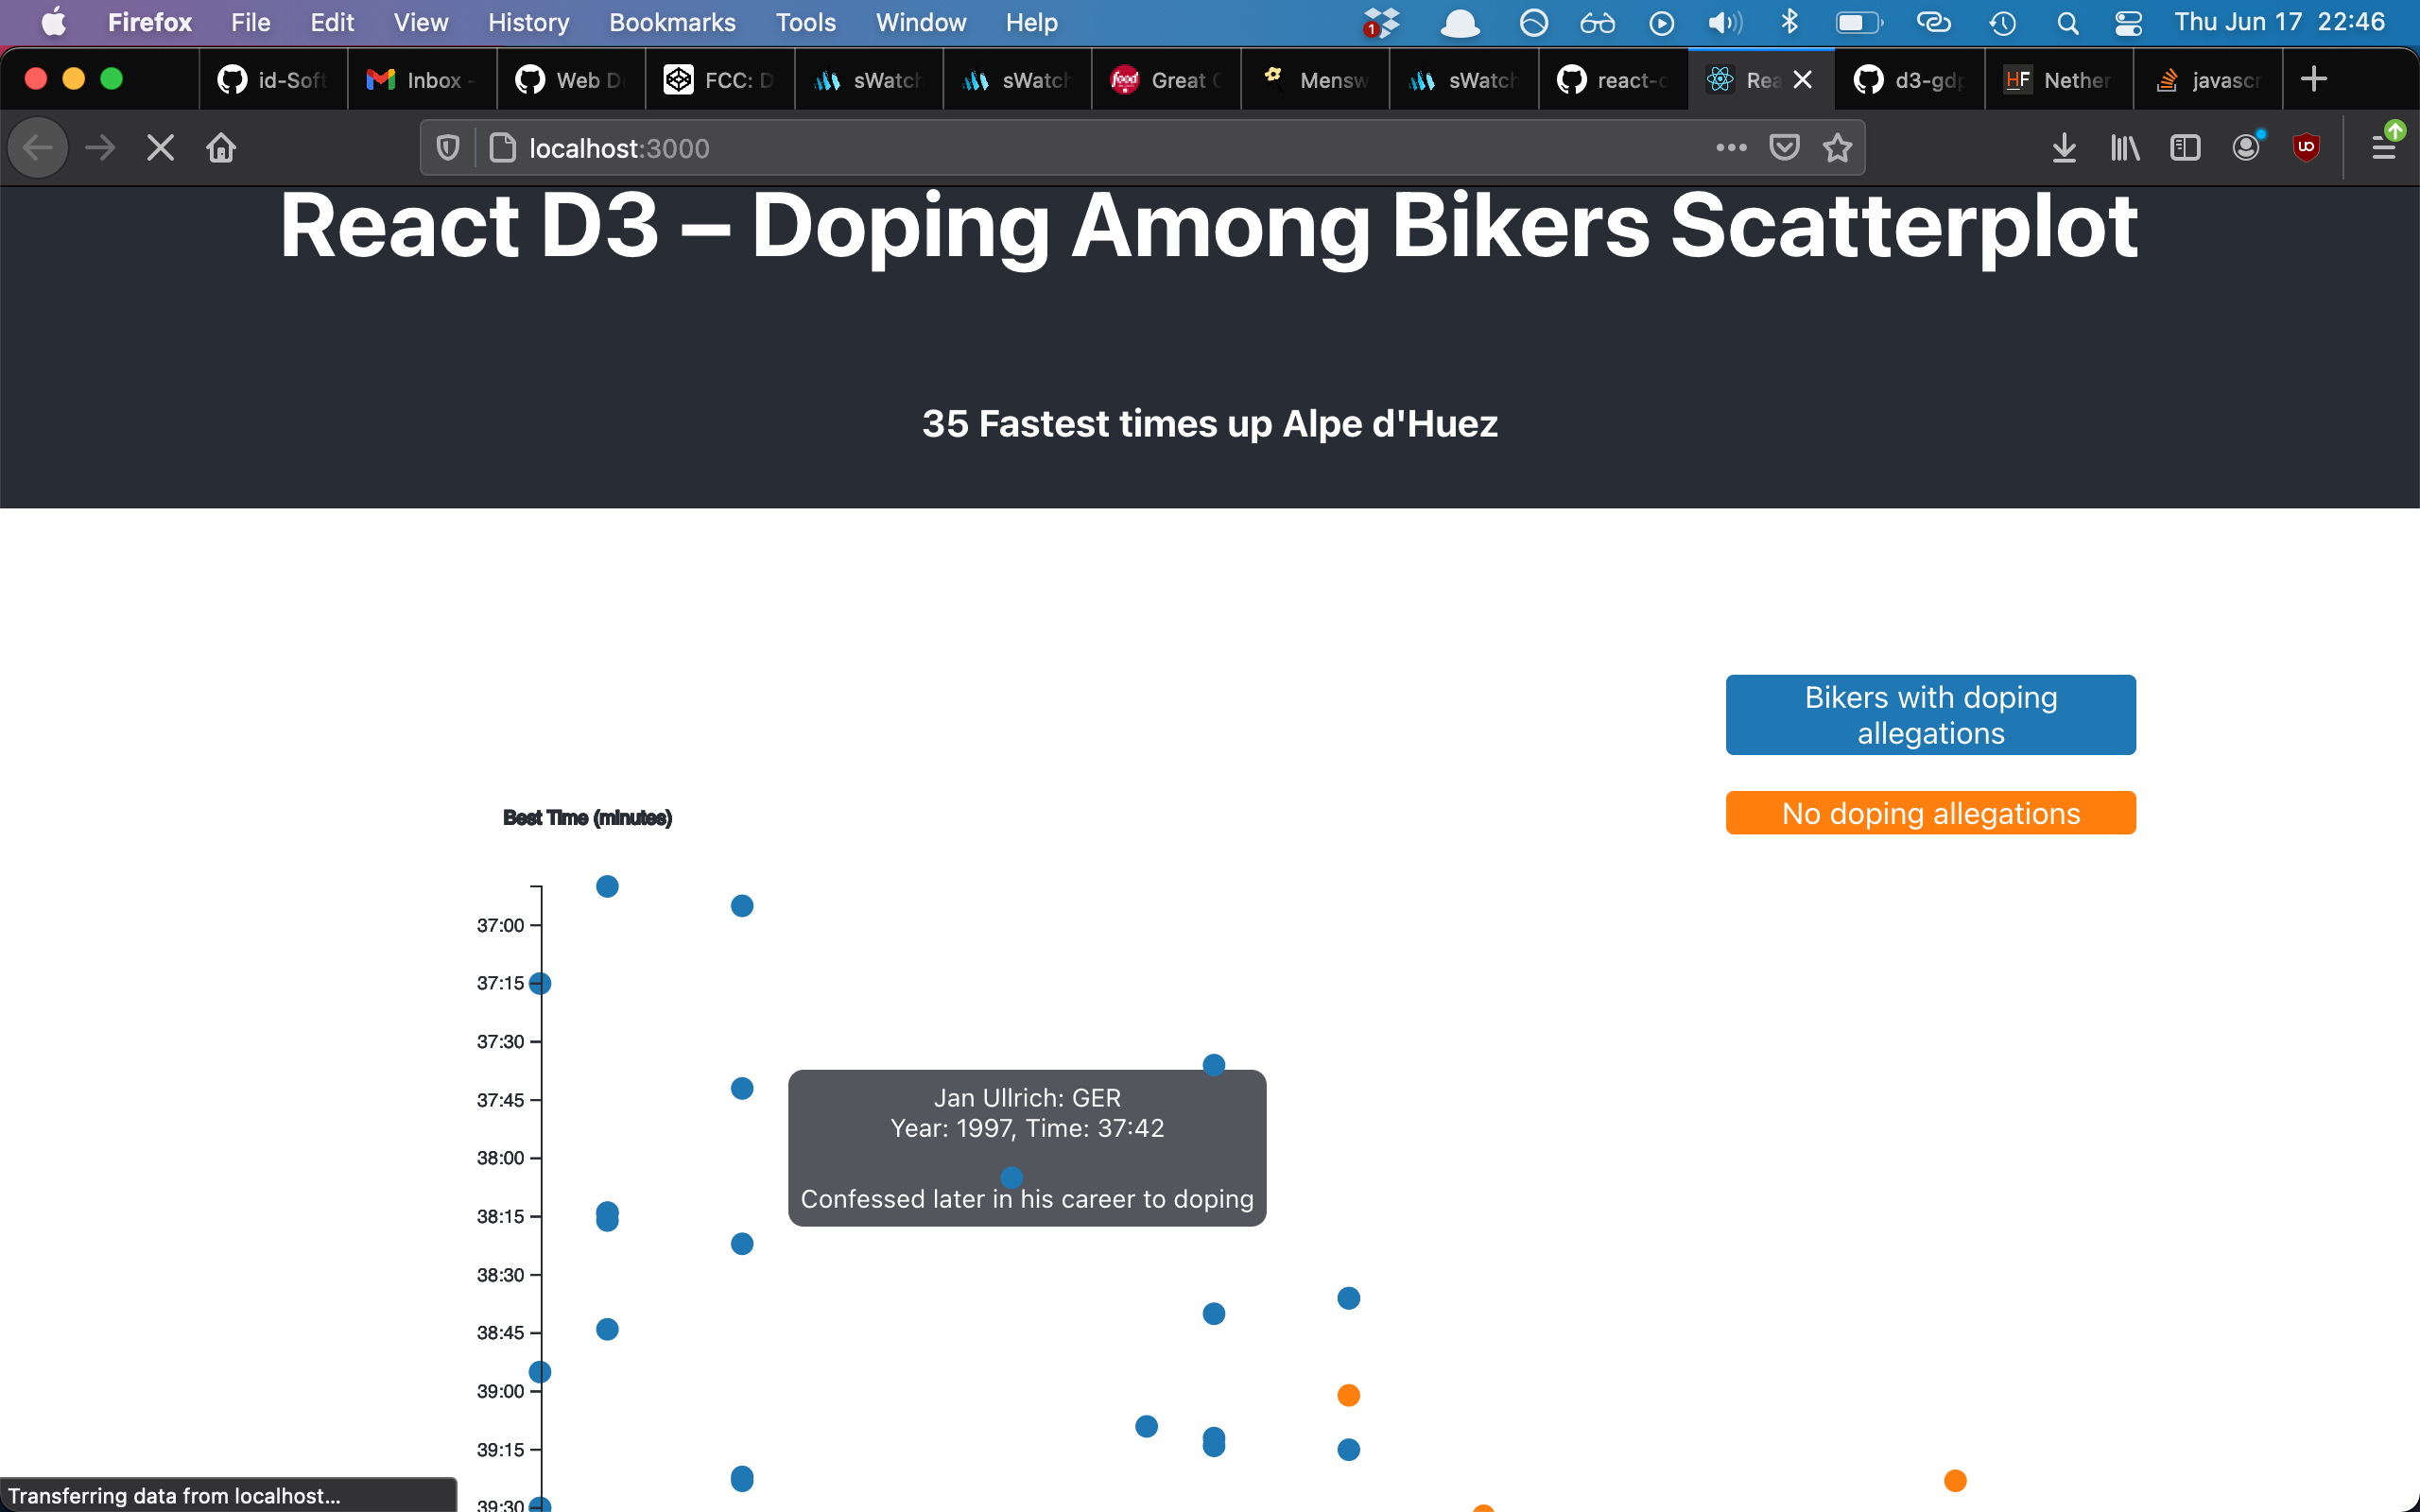 Firefox File Edit View History Bookmarks Tools Window Help 1 Thu Jun 17 22:46
id-Soft Inbox - Web D FCC: D sWatch sWatch food Great Mensw sWatch react- Rea d3-gdp HF Nether javascr
localhost:3000
React D3 – Doping Among Bikers Scatterplot
35 Fastest times up Alpe d'Huez
Bikers with doping
allegations
No doping allegations
Best Time (minutes)
37:00
37:15
37:30
37:45
38:00
38:15
38:30
38:45
39:00
39:15
39:30
Jan Ullrich: GER
Year: 1997, Time: 37:42
Confessed later in his career to doping
Transferring data from localhost...